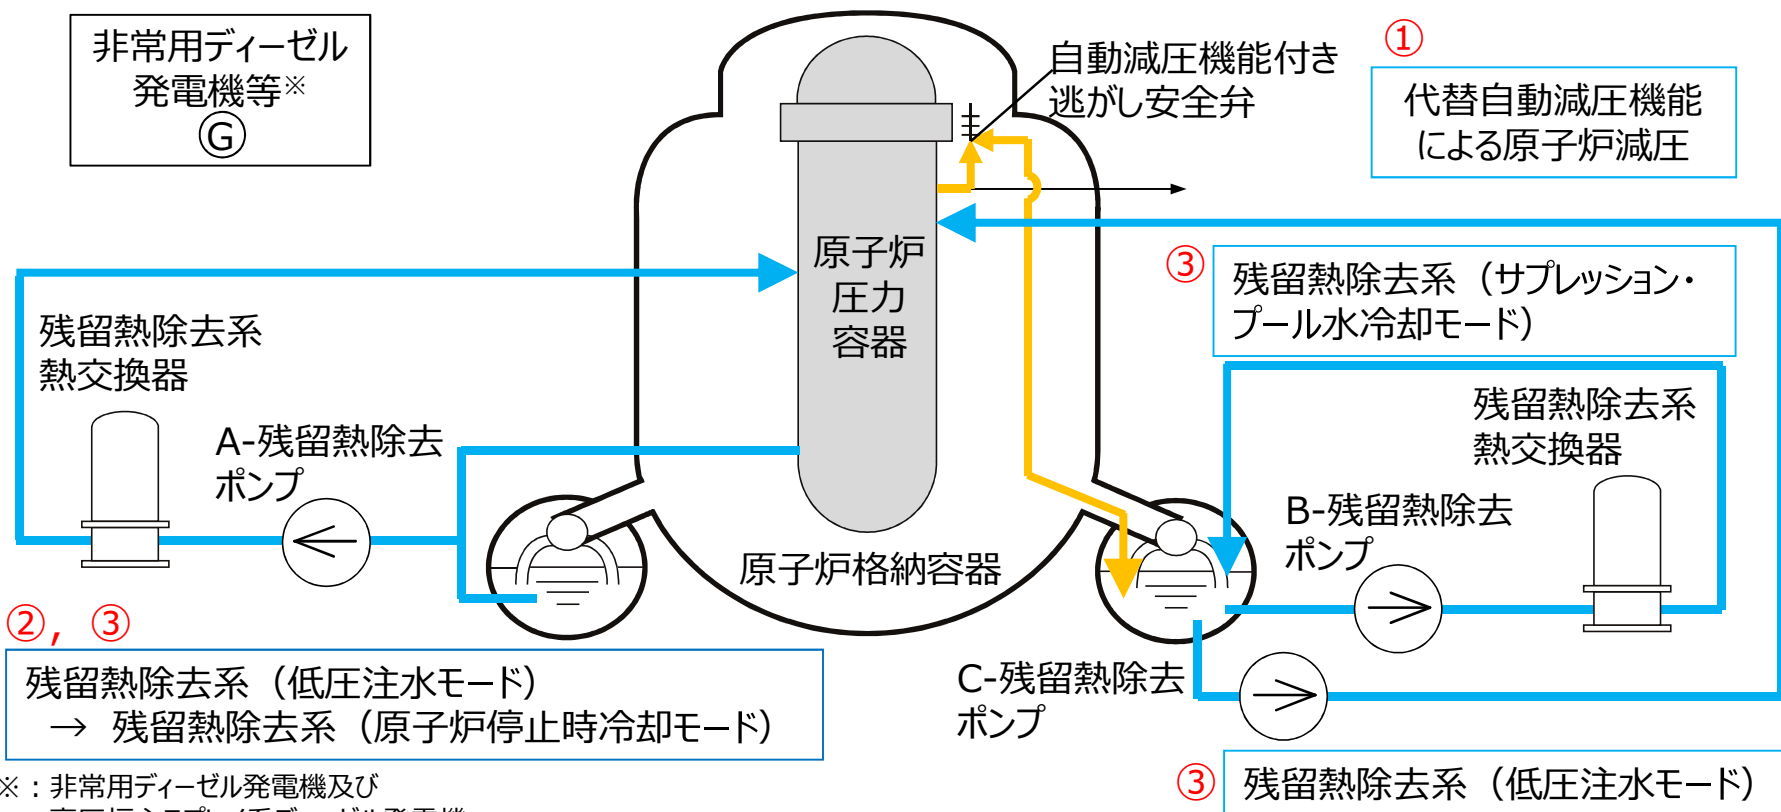 非常用ディーゼル
発電機等※
G
自動減圧機能付き
逃がし安全弁
①
代替自動減圧機能
による原子炉減圧
原子炉
圧力
容器
③
残留熱除去系（サプレッション・
プール水冷却モード）
残留熱除去系
熱交換器
A-残留熱除去
ポンプ
残留熱除去系
熱交換器
B-残留熱除去
ポンプ
原子炉格納容器
②，③
残留熱除去系（低圧注水モード）
→ 残留熱除去系（原子炉停止時冷却モード）
C-残留熱除去
ポンプ
③
残留熱除去系（低圧注水モード）
※：非常用ディーゼル発電機及び